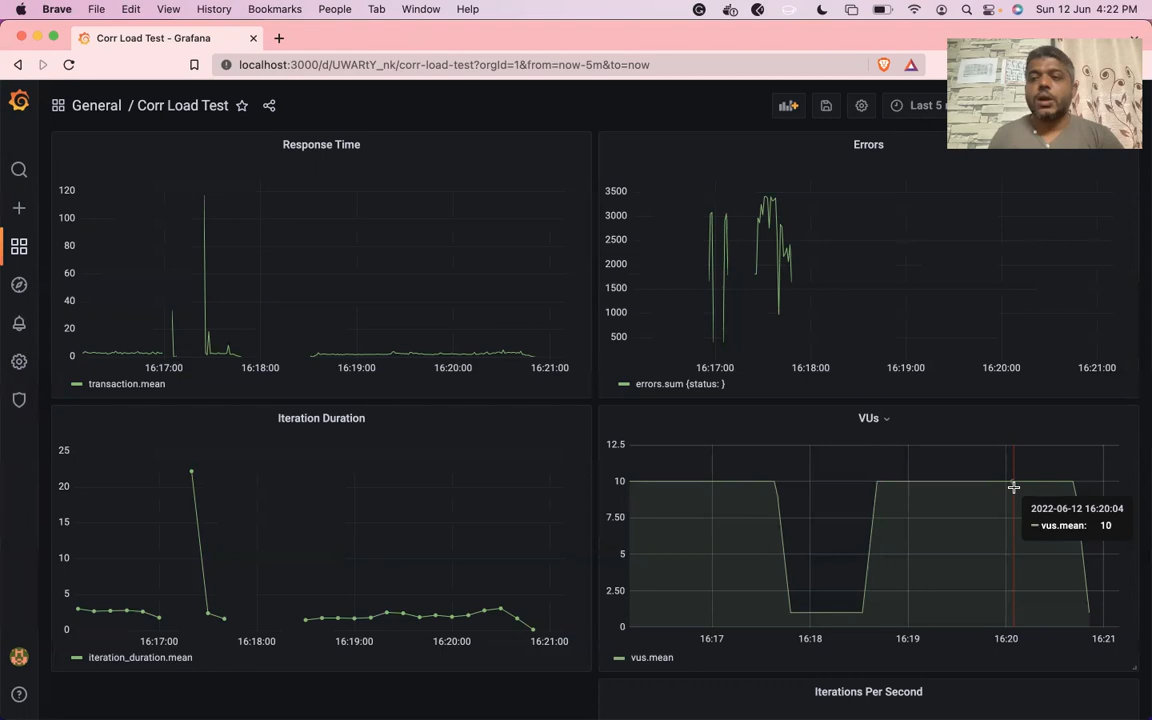 Brave File Edit View History Bookmarks People Tab Window Help Sun 12 Jun 4:22 PM
Corr Load Test - Grafana
localhost:3000/d/UWARtY_nk/corr-load-test?orgId=1&from=now-5m&to=now
General / Corr Load Test Last 5
Response Time
120
100
80
60
40
20
0
16:17:00 16:18:00 16:19:00 16:20:00 16:21:00
transaction.mean
Errors
3500
3000
2500
2000
1500
1000
500
16:17:00 16:18:00 16:19:00 16:20:00 16:21:00
errors.sum {status: }
Iteration Duration
25
20
15
10
5
0
16:17:00 16:18:00 16:19:00 16:20:00 16:21:00
iteration_duration.mean
VUs
12.5
10
7.50
5
2.50
0
16:17 16:18 16:19 16:20 16:21
vus.mean
2022-06-12 16:20:04
vus.mean: 10
Iterations Per Second